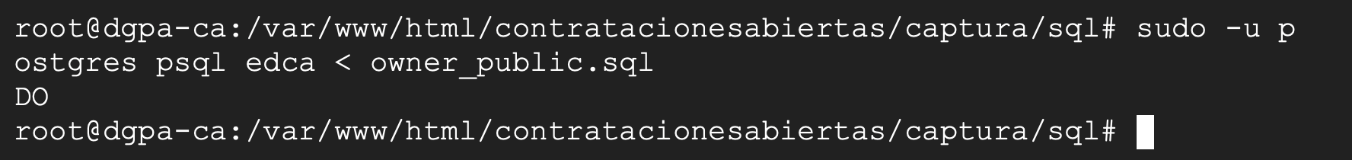 root@dgpa-ca:/var/www/html/contratacionesabiertas/captura/sql# sudo -u p
ostgres psql edca < owner_public.sql
DO
root@dgpa-ca:/var/www/html/contratacionesabiertas/captura/sql#